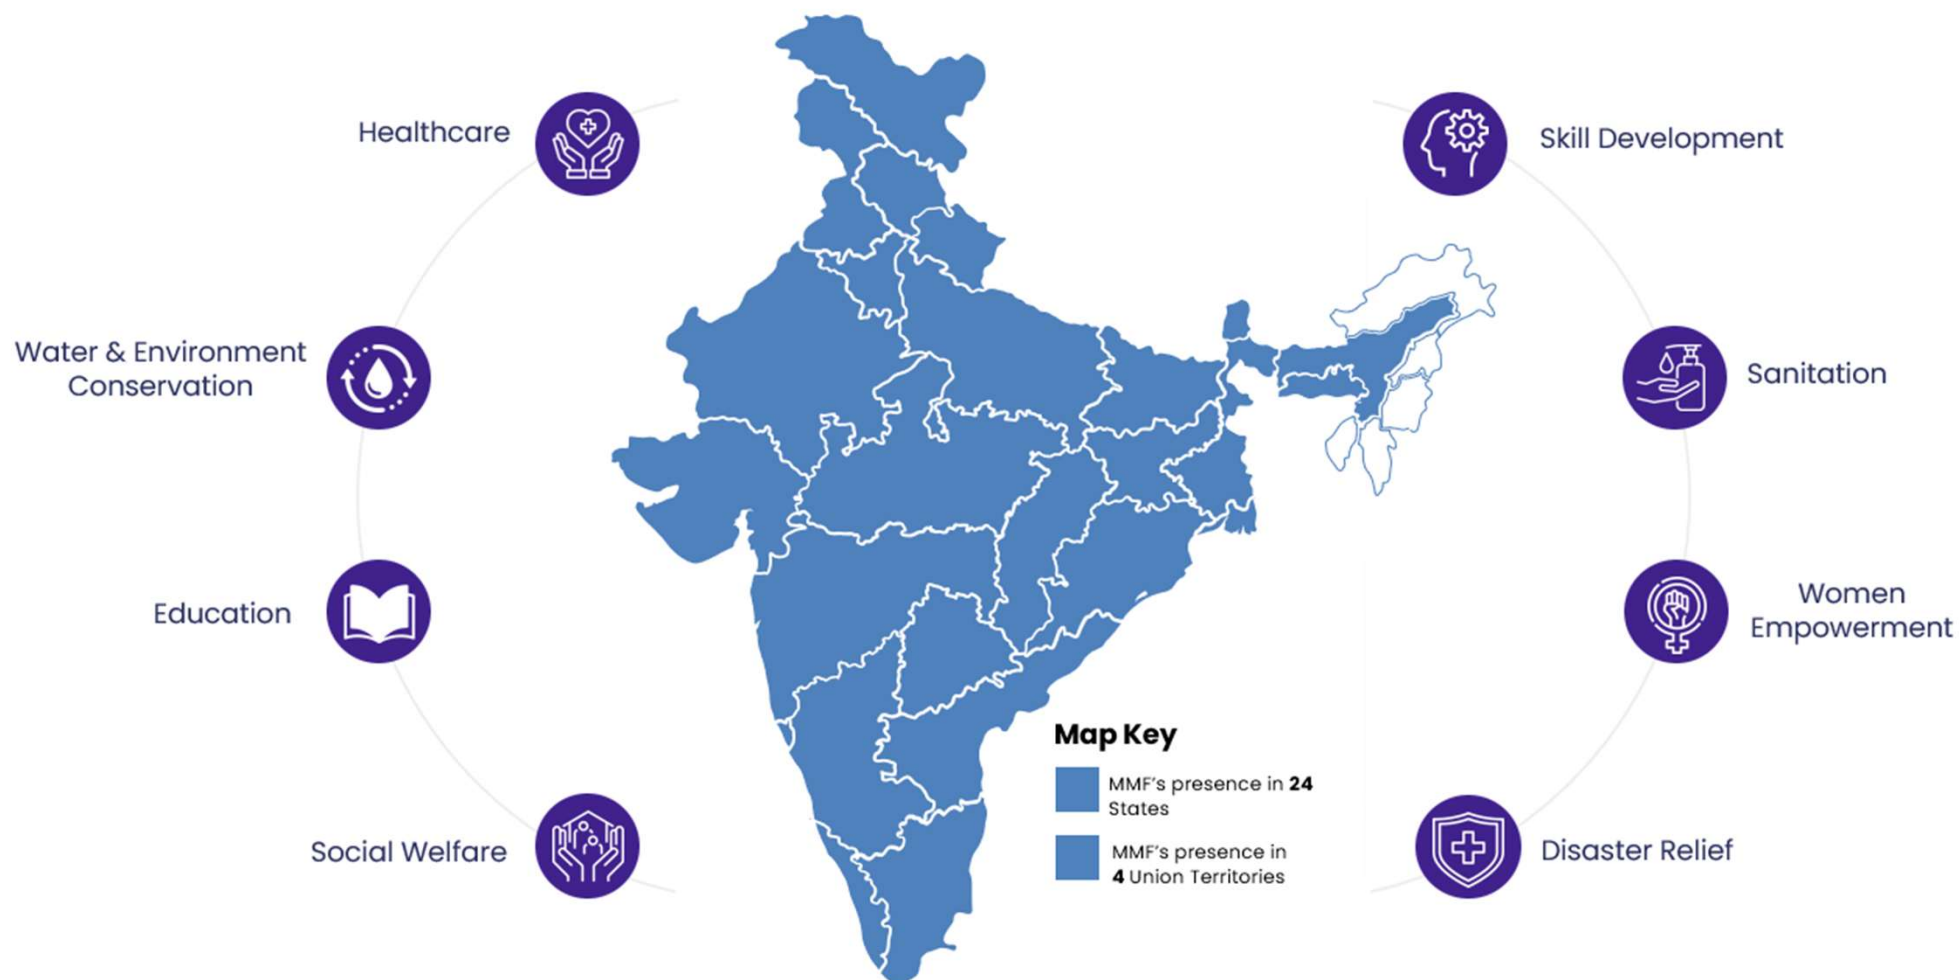 Healthcare
Water & Environment
Conservation
Education
Social Welfare
Skill Development
Sanitation
Women
Empowerment
Disaster Relief
Map Key
MMF's presence in 24
States
MMF's presence in
4 Union Territories